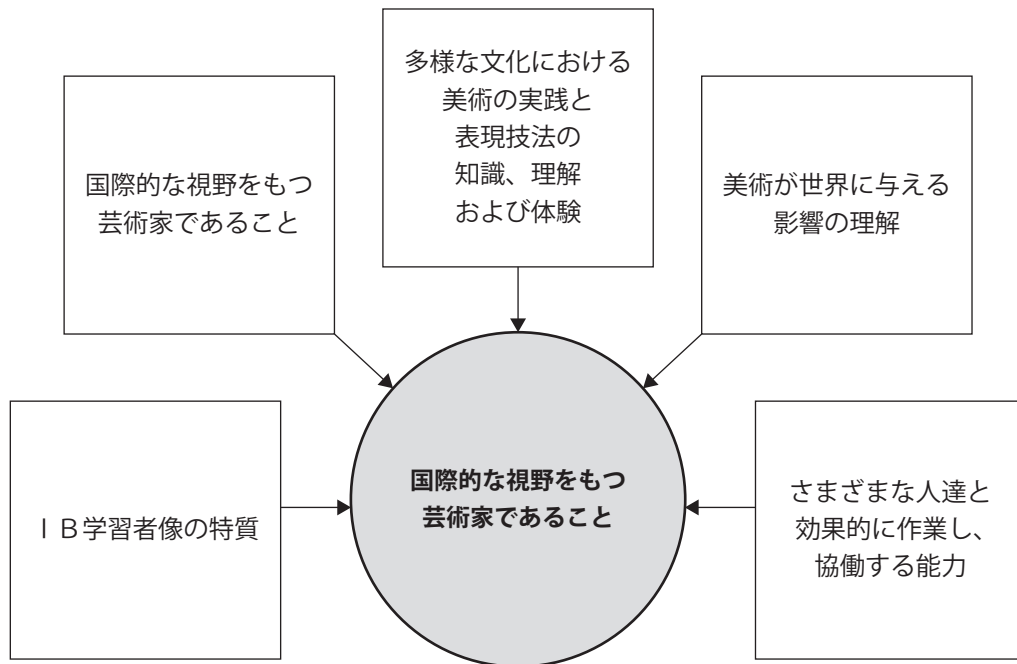 多様な文化における
美術の実践と
表現技法の
知識、理解
および体験
国際的な視野をもつ
芸術家であること
美術が世界に与える
影響の理解
ＩＢ学習者像の特質
国際的な視野をもつ
芸術家であること
さまざまな人達と
効果的に作業し、
協働する能力